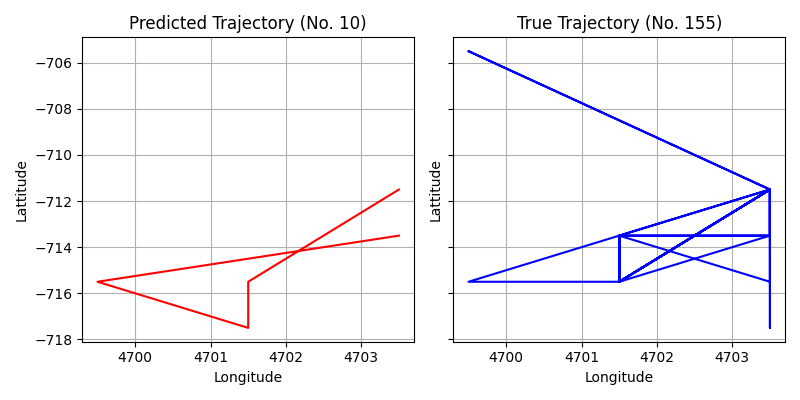 Predicted Trajectory (No. 10)
True Trajectory (No. 155)
−706
−708
−710
−712
−714
−716
−718
Lattitude
Lattitude
4700 4701 4702 4703
4700 4701 4702 4703
Longitude
Longitude